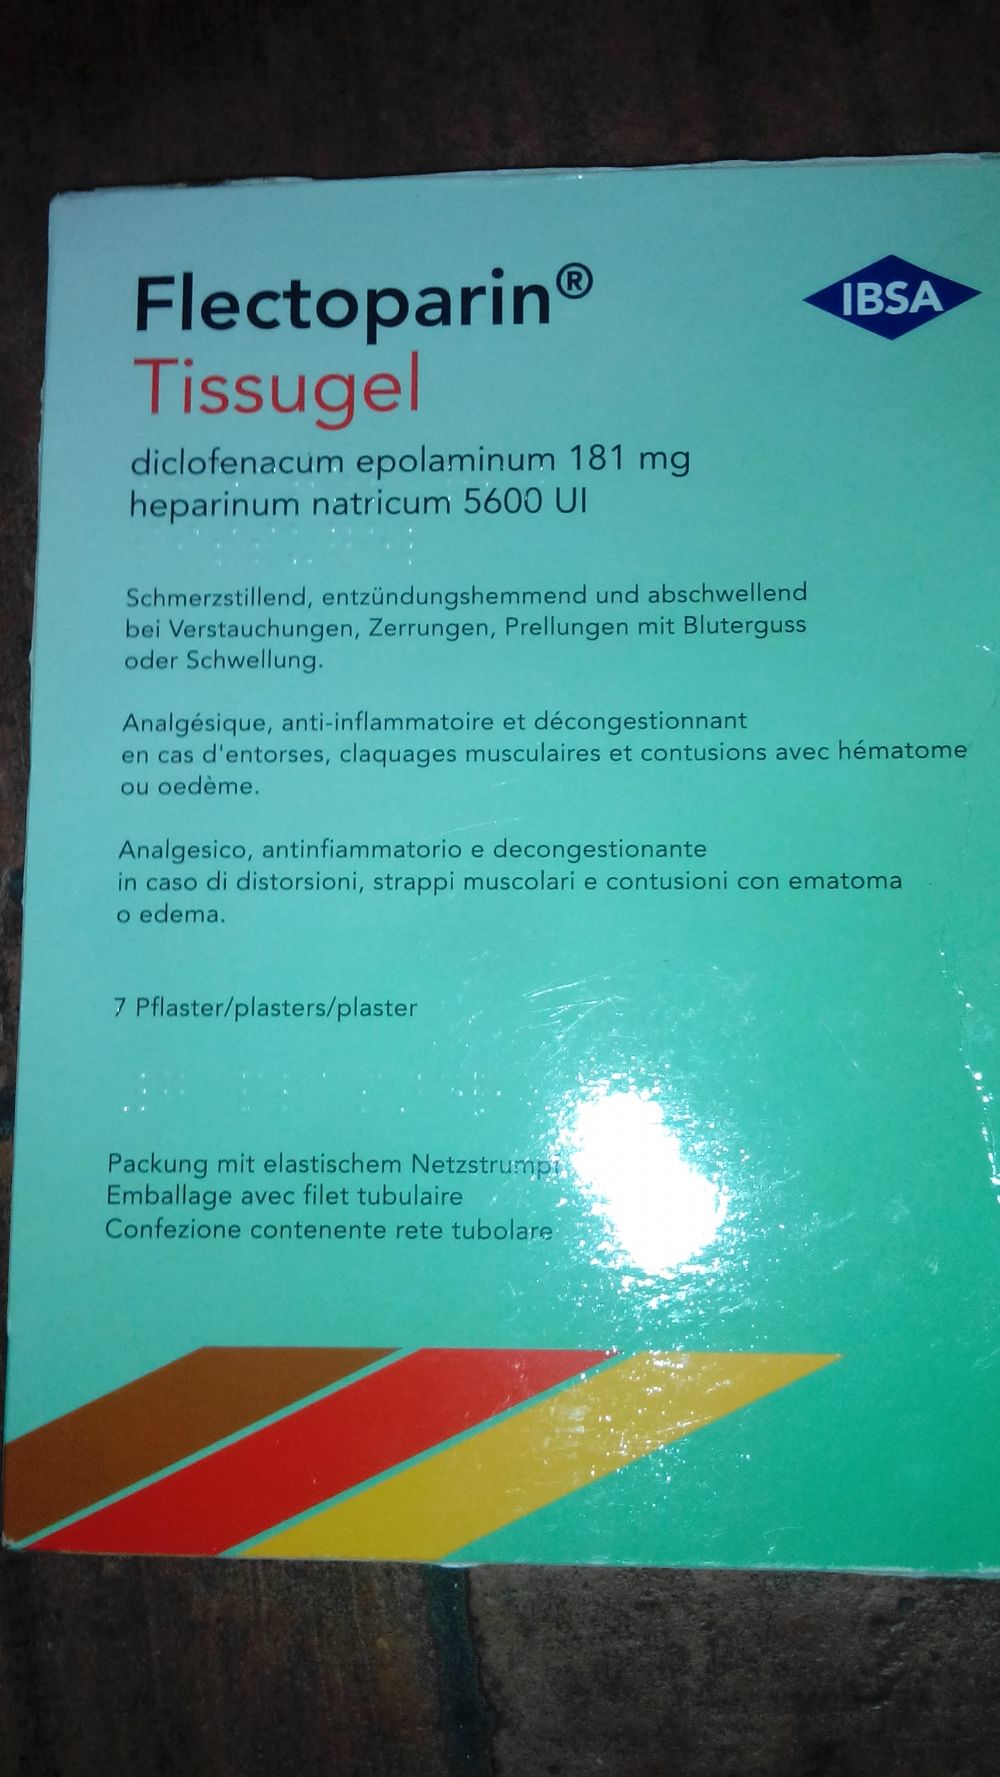 Flectoparin®
IBSA
Tissugel
diclofenacum epolaminum 181 mg
heparinum natricum 5600 UI
Schmerzstillend, entzündungshemmend und abschwellend
bei Verstauchungen, Zerrungen, Prellungen mit Bluterguss
oder Schwellung.
Analgésique, anti-inflammatoire et décongestionnant
en cas d'entorses, claquages musculaires et contusions avec hématome
ou oedème.
Analgesico, antinfiammatorio e decongestionante
in caso di distorsioni, strappi muscolari e contusioni con ematoma
o edema.
7 Pflaster/plasters/plaster
Packung mit elastischem Netzstrumpf
Emballage avec filet tubulaire
Confezione contenente rete tubolare